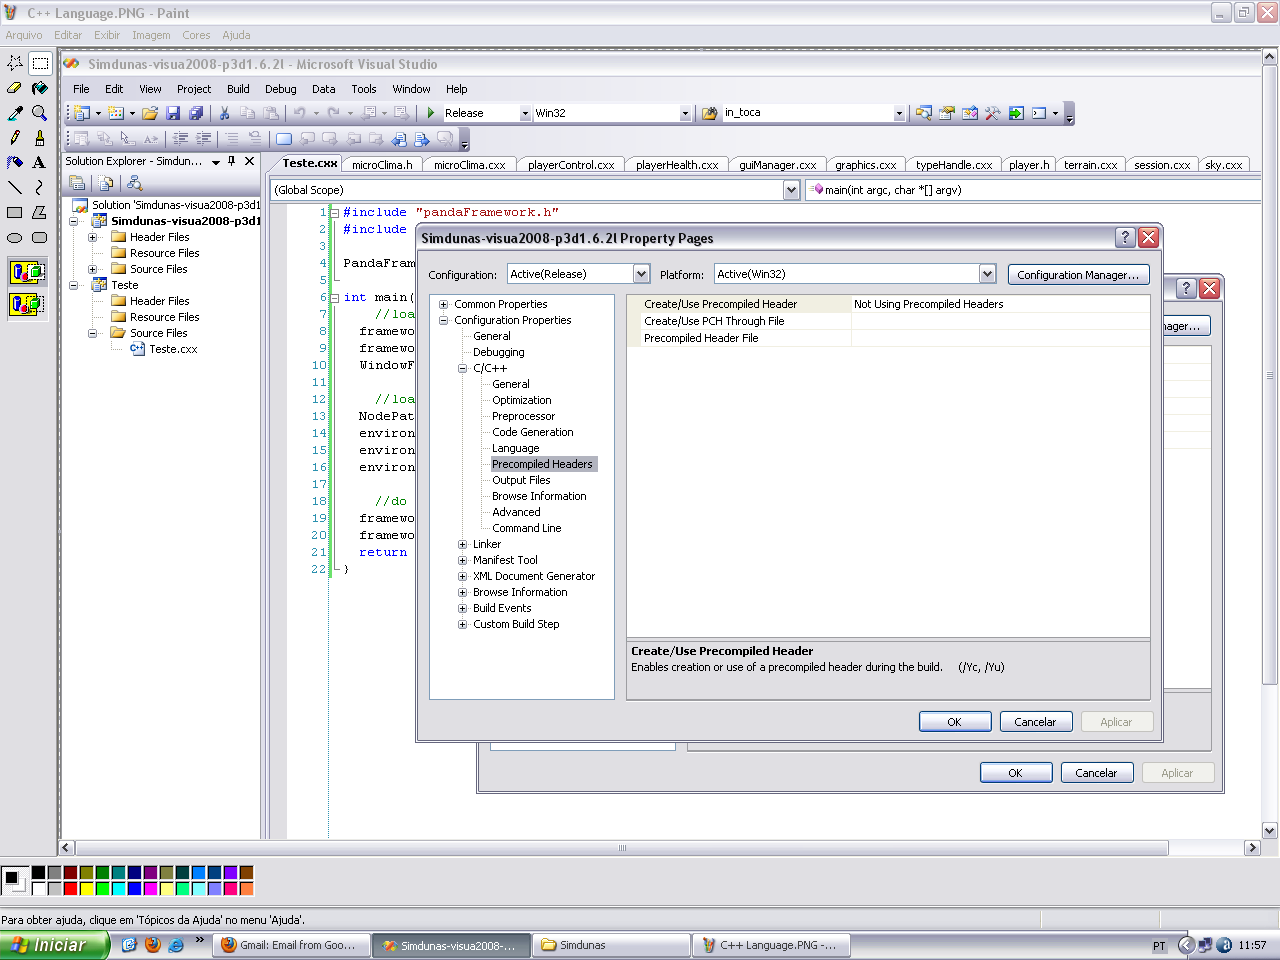 C++ Language.PNG - Paint
Arquivo Editar Exibir Imagem Cores Ajuda
Simdunas-visua2008-p3d1.6.2l - Microsoft Visual Studio
File Edit View Project Build Debug Data Tools Window Help
Release Win32 in_toca
Solution Explorer - Simdun...
Teste.cxx microClima.h microClima.cxx playerControl.cxx playerHealth.cxx guiManager.cxx graphics.cxx typeHandle.cxx player.h terrain.cxx session.cxx sky.cxx
(Global Scope) main(int argc, char *[] argv)
Solution 'Simdunas-visua2008-p3d1
Simdunas-visua2008-p3d1
Header Files
Resource Files
Source Files
Teste
Header Files
Resource Files
Source Files
Teste.cxx
1 #include "pandaFramework.h"
2 #include
3
4 PandaFram
5
6 int main(
7 //loa
8 framewo
9 framewo
10 WindowF
11
12 //loa
13 NodePat
14 environ
15 environ
16 environ
17
18 //do
19 framewo
20 framewo
21 return
22 }
Simdunas-visua2008-p3d1.6.2l Property Pages
Configuration: Active(Release) Platform: Active(Win32) Configuration Manager...
Common Properties
Configuration Properties
General
Debugging
C/C++
General
Optimization
Preprocessor
Code Generation
Language
Precompiled Headers
Output Files
Browse Information
Advanced
Command Line
Linker
Manifest Tool
XML Document Generator
Browse Information
Build Events
Custom Build Step
Create/Use Precompiled Header Not Using Precompiled Headers
Create/Use PCH Through File
Precompiled Header File
Create/Use Precompiled Header
Enables creation or use of a precompiled header during the build. (/Yc, /Yu)
OK Cancelar Aplicar
ager...
OK Cancelar Aplicar
Para obter ajuda, clique em 'Tópicos da Ajuda' no menu 'Ajuda'.
Iniciar Gmail: Email from Goo... Simdunas-visua2008-... Simdunas C++ Language.PNG -... PT 11:57